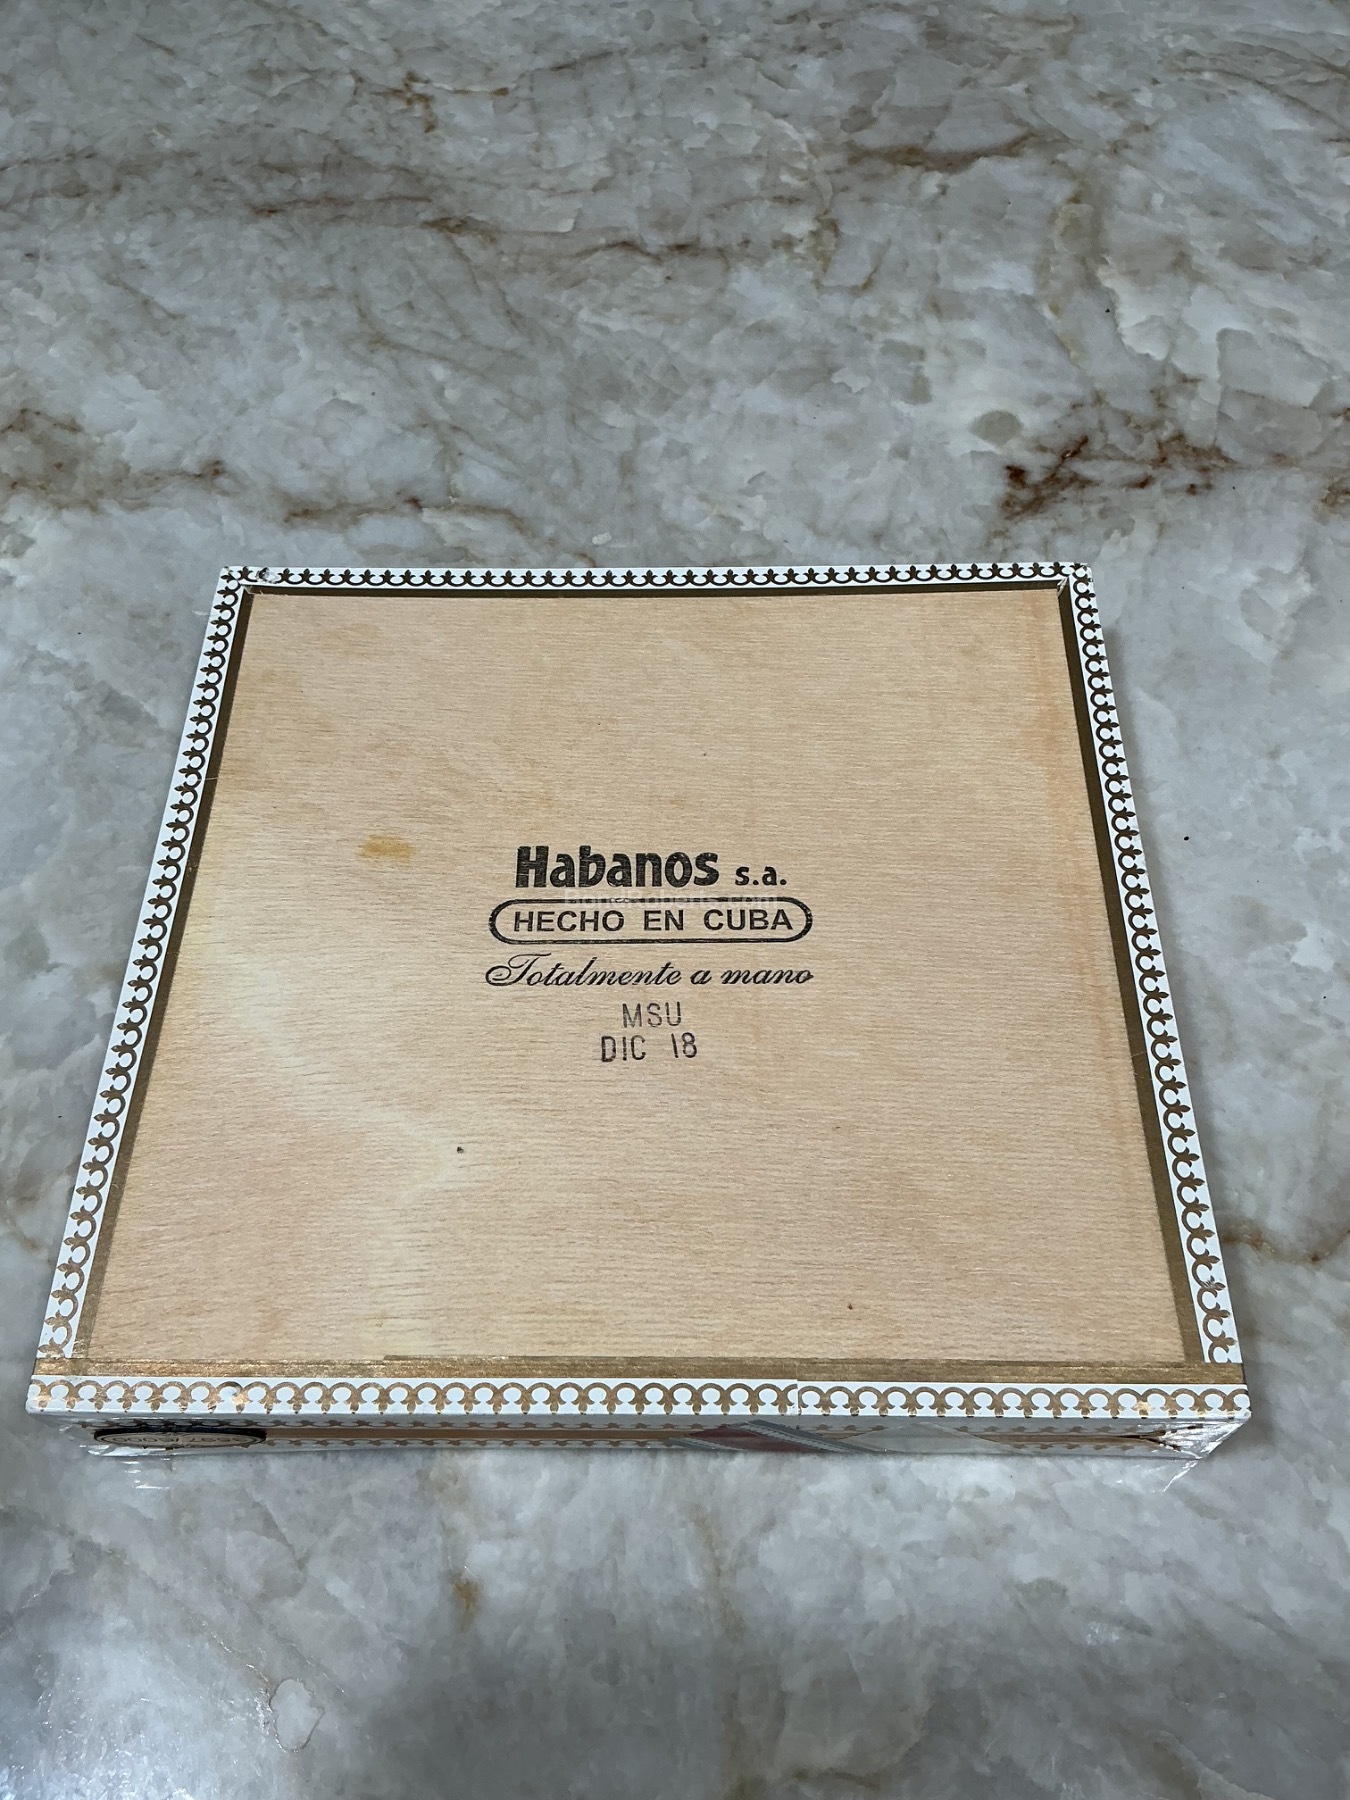 Habanos s.a.
HECHO EN CUBA
Totalmente a mano
MSU
DIC 18